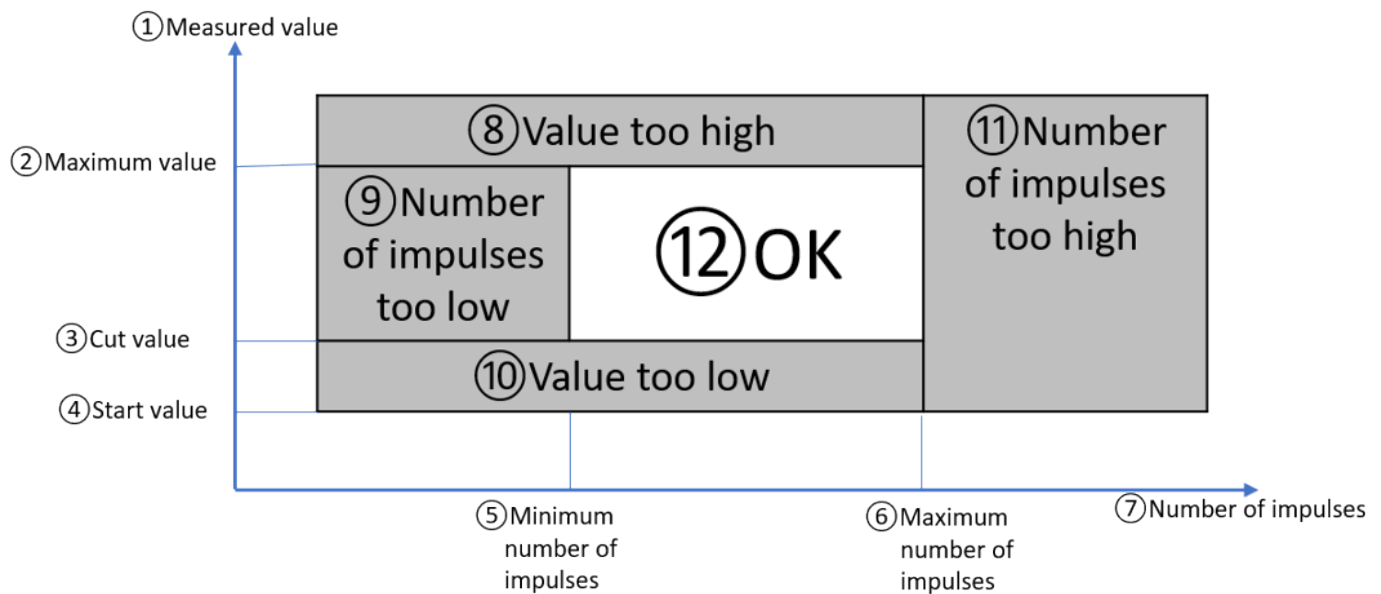 ①Measured value
⑧Value too high
⑪Number
of impulses
too high
②Maximum value
⑨Number
of impulses
too low
⑫OK
③Cut value
⑩Value too low
④Start value
⑤Minimum
number of
impulses
⑥Maximum
number of
impulses
⑦Number of impulses